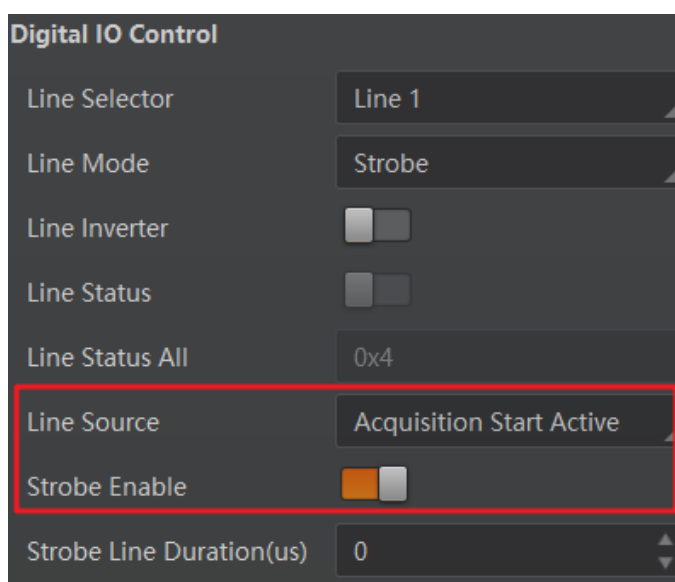 Digital IO Control
Line Selector Line 1
Line Mode Strobe
Line Inverter
Line Status
Line Status All 0x4
Line Source Acquisition Start Active
Strobe Enable
Strobe Line Duration(us) 0